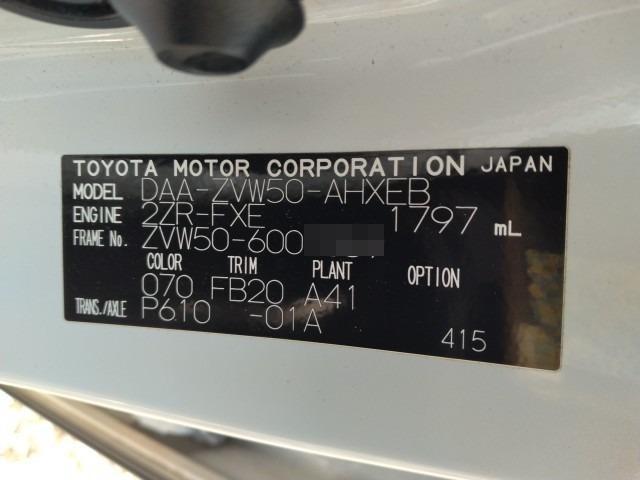 TOYOTA MOTOR CORPORATION JAPAN
MODEL DAA-ZVW50-AHXEB
ENGINE 2ZR-FXE 1797 mL
FRAME No. ZVW50-600
COLOR TRIM PLANT OPTION
070 FB20 A41
TRANS./AXLE P610 -01A
415